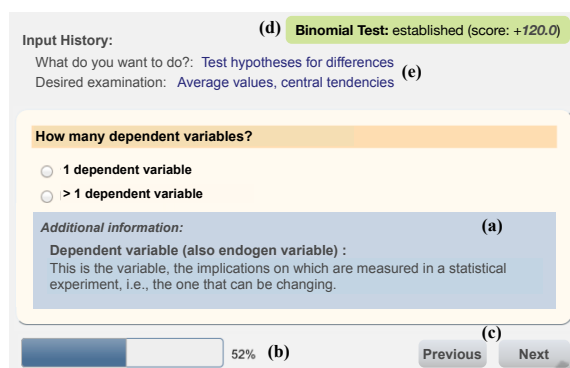 (d) Binomial Test: established (score: +120.0)
Input History:
What do you want to do?: Test hypotheses for differences
(e)
Desired examination: Average values, central tendencies
How many dependent variables?
1 dependent variable
> 1 dependent variable
Additional information: (a)
Dependent variable (also endogen variable) :
This is the variable, the implications on which are measured in a statistical
experiment, i.e., the one that can be changing.
(c)
52% (b) Previous Next